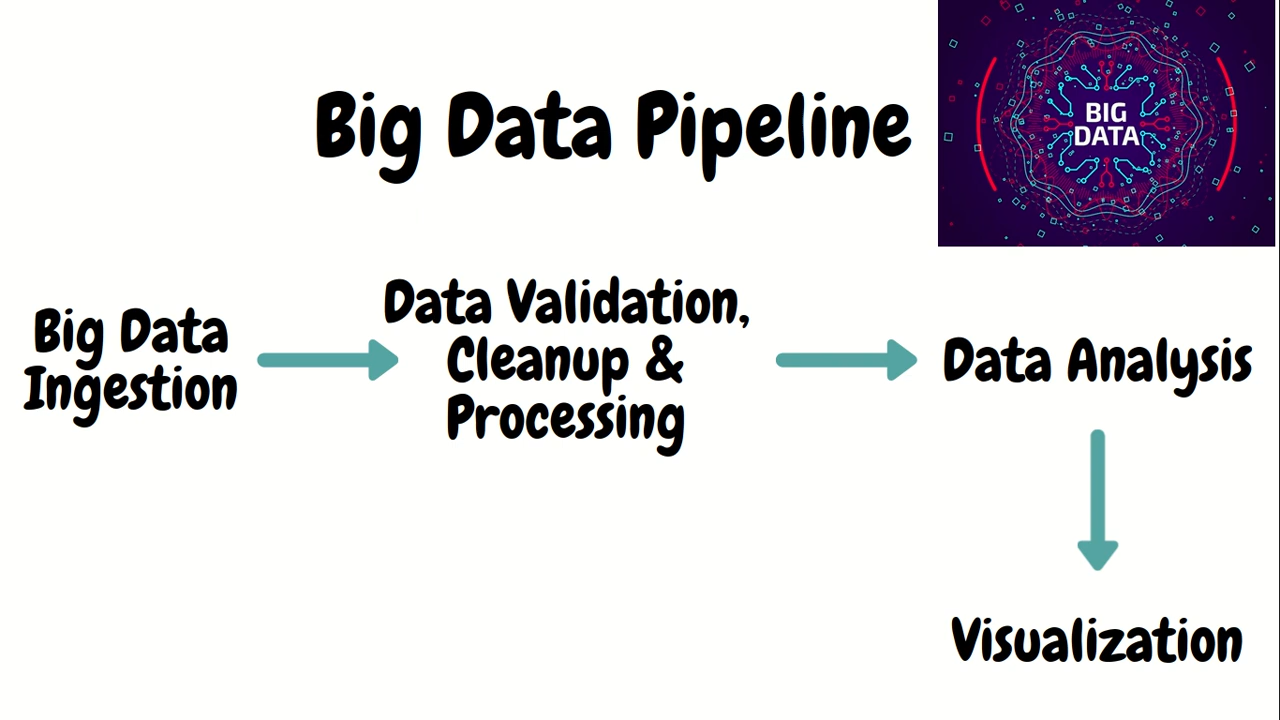 Big Data Pipeline
BIG
DATA
Big Data
Ingestion
Data Validation,
Cleanup &
Processing
Data Analysis
Visualization